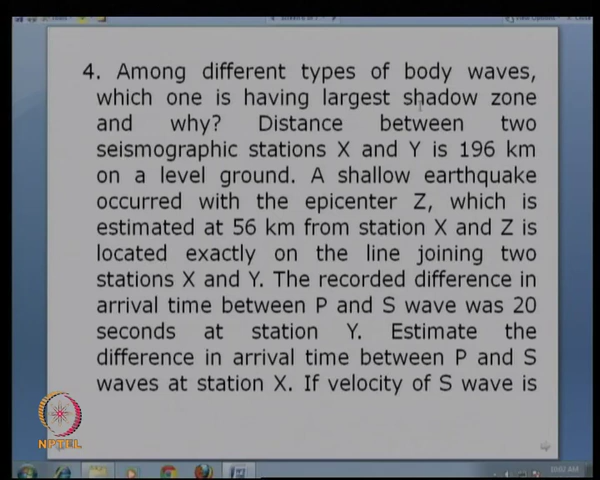 4. Among different types of body waves,
which one is having largest shadow zone
and why? Distance between two
seismographic stations X and Y is 196 km
on a level ground. A shallow earthquake
occurred with the epicenter Z, which is
estimated at 56 km from station X and Z is
located exactly on the line joining two
stations X and Y. The recorded difference in
arrival time between P and S wave was 20
seconds at station Y. Estimate the
difference in arrival time between P and S
waves at station X. If velocity of S wave is
NPTEL